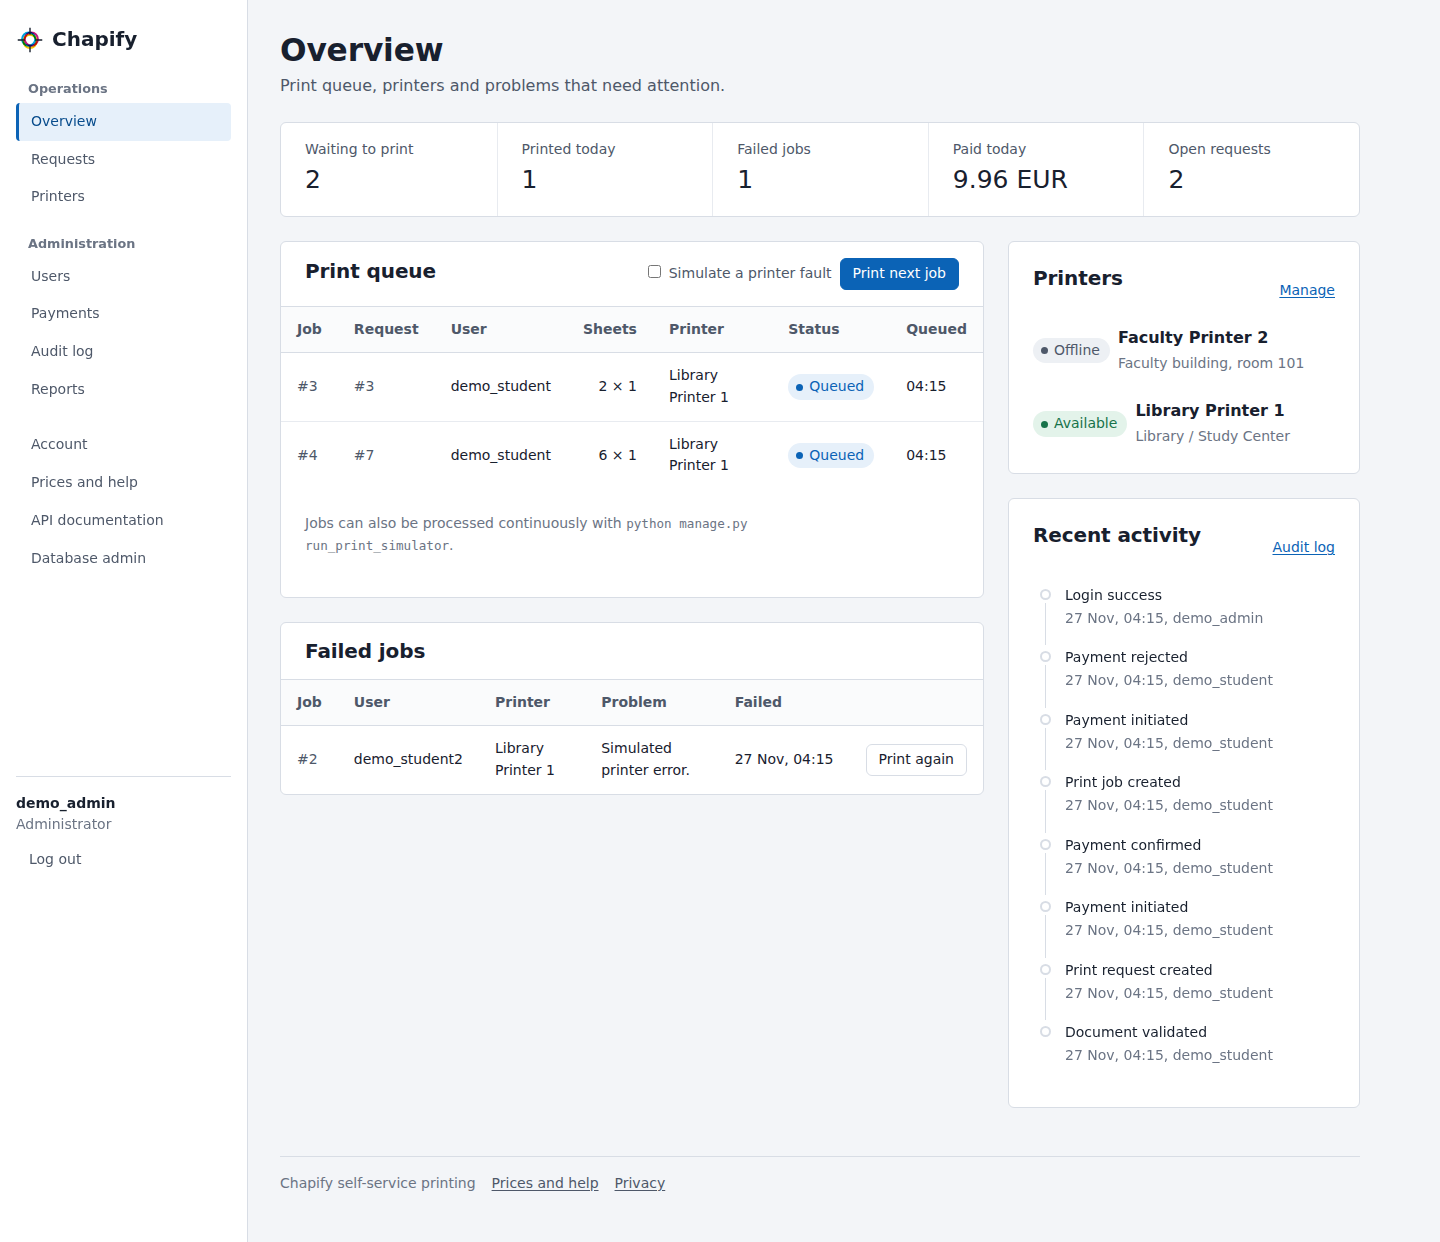 Chapify
Operations
Overview
Requests
Printers
Administration
Users
Payments
Audit log
Reports
Account
Prices and help
API documentation
Database admin
demo_admin
Administrator
Log out
Overview
Print queue, printers and problems that need attention.
Waiting to print
2
Printed today
1
Failed jobs
1
Paid today
9.96 EUR
Open requests
2
Print queue
Simulate a printer fault
Print next job
Job Request User Sheets Printer Status Queued
#3 #3 demo_student 2 × 1 Library Printer 1 Queued 04:15
#4 #7 demo_student 6 × 1 Library Printer 1 Queued 04:15
Jobs can also be processed continuously with python manage.py
run_print_simulator.
Failed jobs
Job User Printer Problem Failed
#2 demo_student2 Library Printer 1 Simulated printer error. 27 Nov, 04:15 Print again
Printers
Manage
Offline
Faculty Printer 2
Faculty building, room 101
Available
Library Printer 1
Library / Study Center
Recent activity
Audit log
Login success
27 Nov, 04:15, demo_admin
Payment rejected
27 Nov, 04:15, demo_student
Payment initiated
27 Nov, 04:15, demo_student
Print job created
27 Nov, 04:15, demo_student
Payment confirmed
27 Nov, 04:15, demo_student
Payment initiated
27 Nov, 04:15, demo_student
Print request created
27 Nov, 04:15, demo_student
Document validated
27 Nov, 04:15, demo_student
Chapify self-service printing Prices and help Privacy